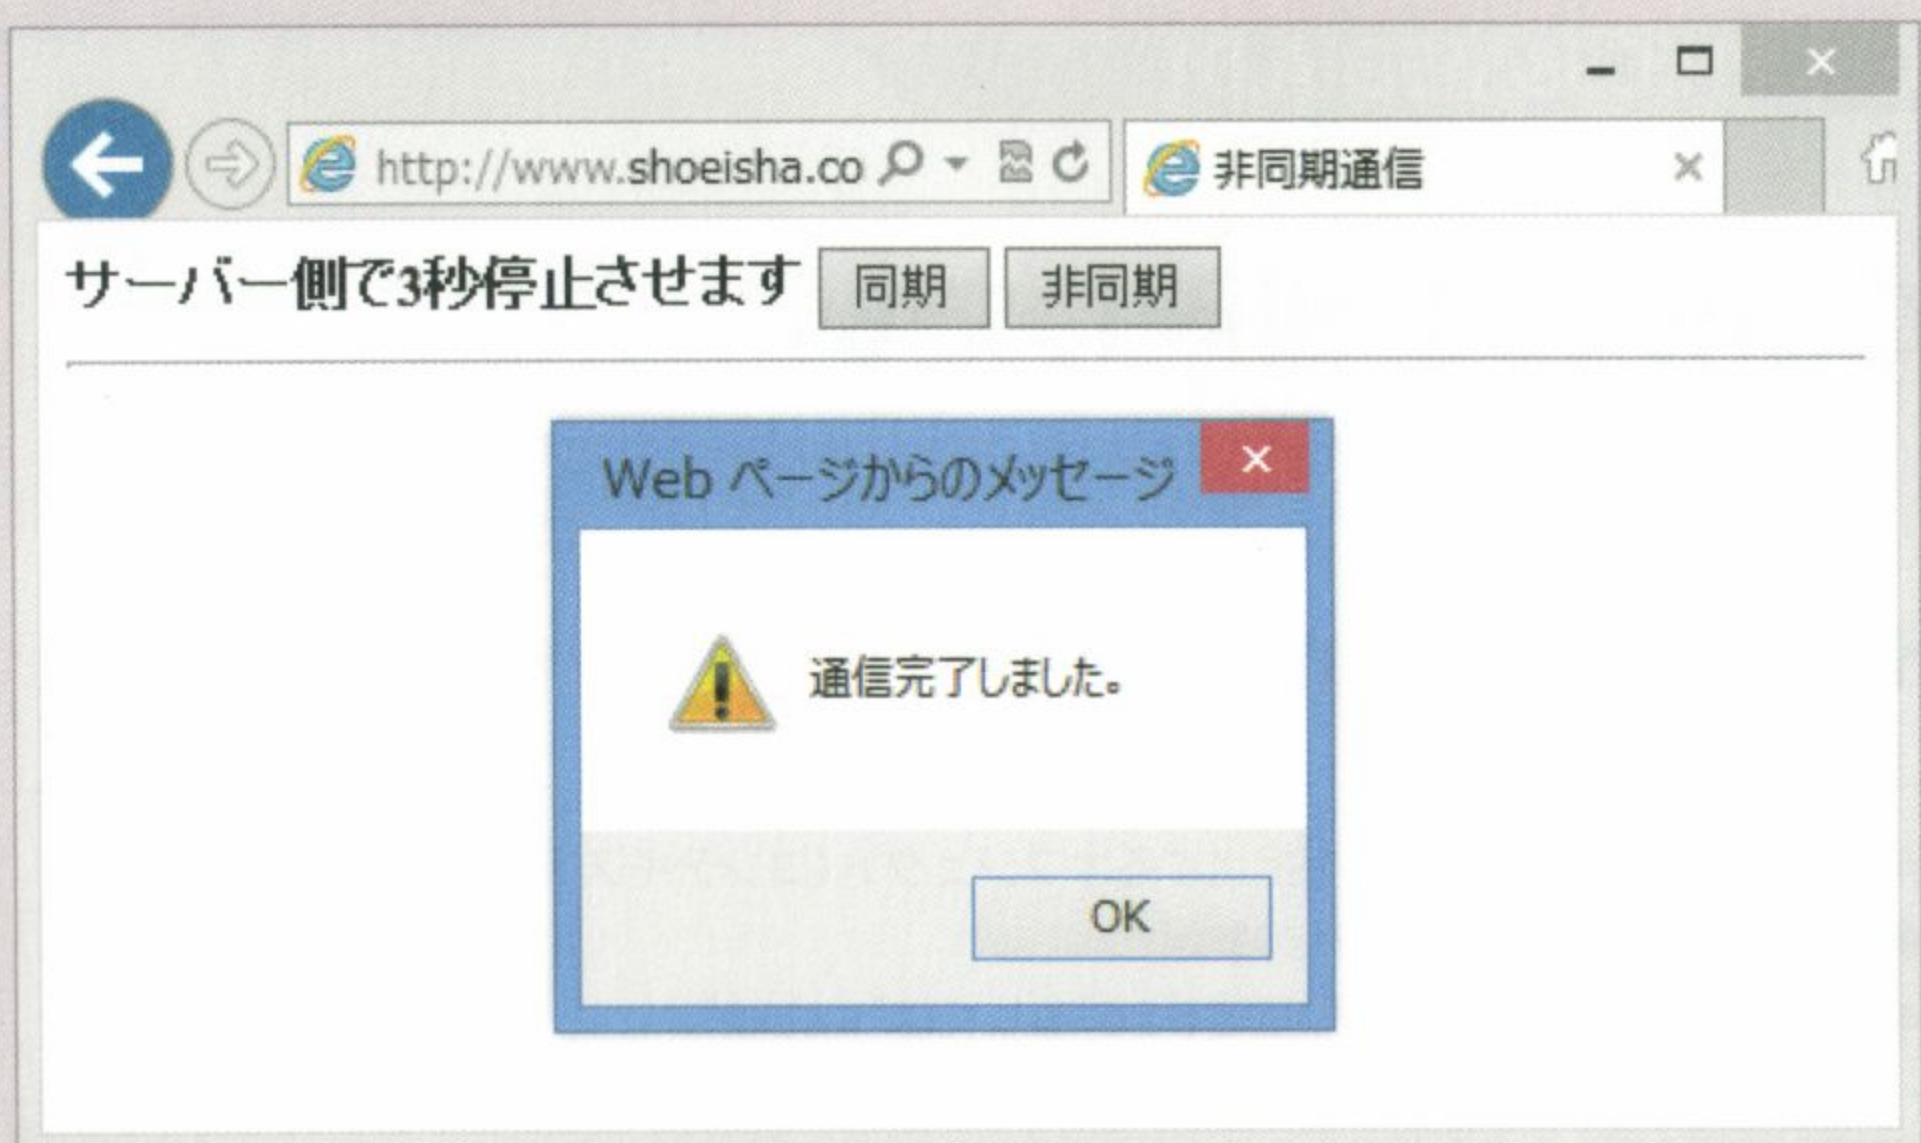 http://www.shoeisha.co
非同期通信
サーバー側で3秒停止させます 同期 非同期
Web ページからのメッセージ
通信完了しました。
OK